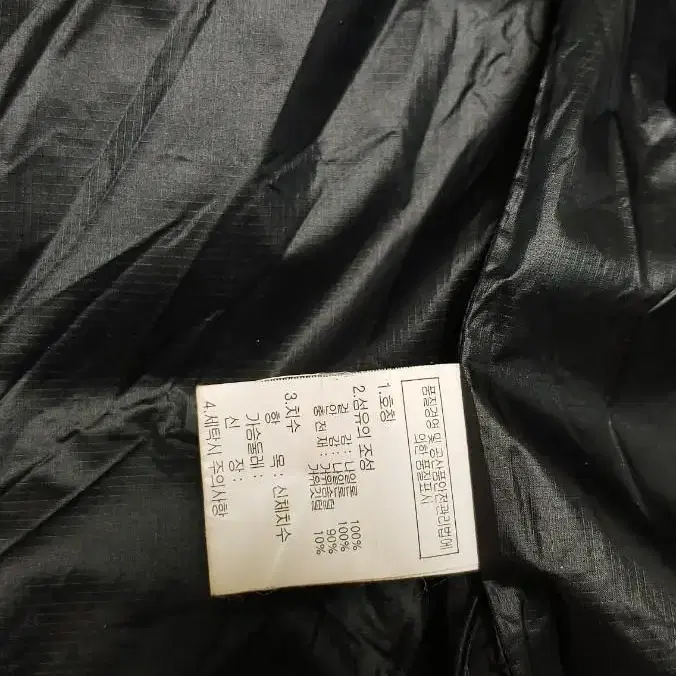 품질경영 및 공산품안전관리법에
의한 품질표시
1.호칭
2.섬유의 조성
겉 감 : 나일론 100%
안 감 : 나일론 100%
충 전 재 : 거위솜털 90%
거위깃털 10%
3.치수
항 목 : 신체치수
가슴둘레 :
신 장 :
4.세탁시 주의사항